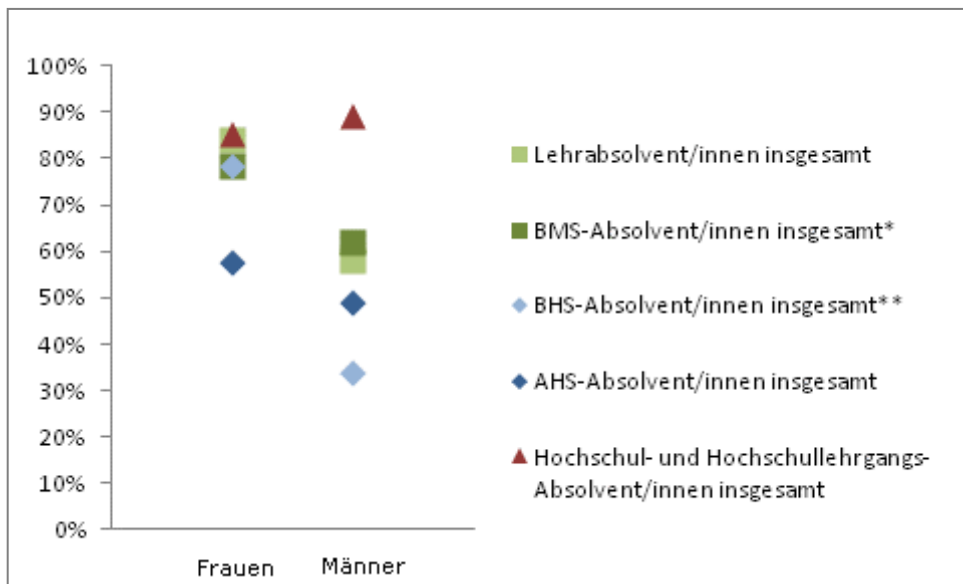 100%
90%
80%
70%
60%
50%
40%
30%
20%
10%
0%
Frauen
Männer
Lehrabsolvent/innen insgesamt
BMS-Absolvent/innen insgesamt*
BHS-Absolvent/innen insgesamt**
AHS-Absolvent/innen insgesamt
Hochschul- und Hochschullehrgangs-
Absolvent/innen insgesamt